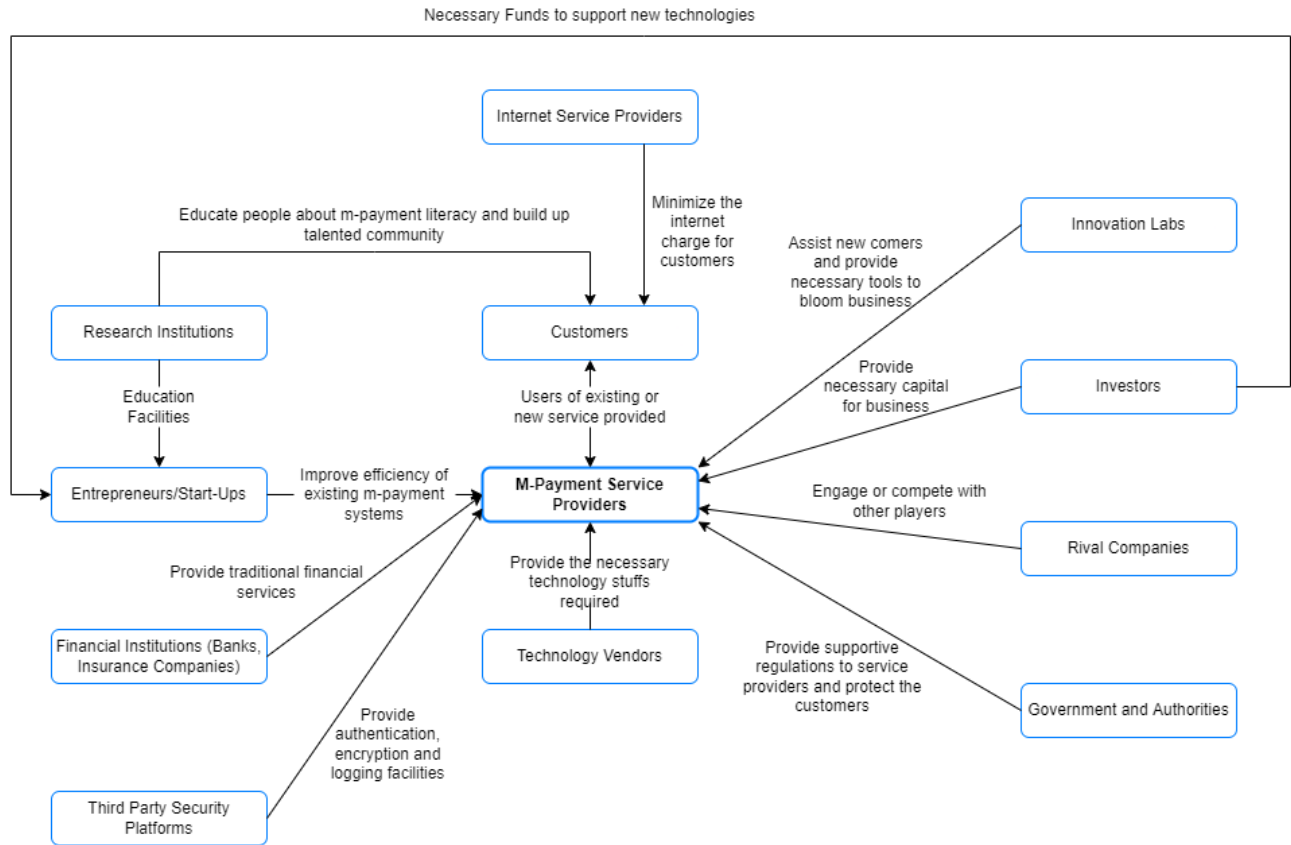 Necessary Funds to support new technologies
Internet Service Providers
Educate people about m-payment literacy and build up
talented community
Minimize the
internet
charge for
customers
Assist new comers
and provide
necessary tools to
bloom business
Innovation Labs
Research Institutions
Customers
Provide
necessary capital
for business
Investors
Education
Facilities
Users of existing or
new service provided
Entrepreneurs/Start-Ups
Improve efficiency of
existing m-payment
systems
M-Payment Service
Providers
Engage or compete with
other players
Rival Companies
Provide traditional financial
services
Provide the necessary
technology stuffs
required
Financial Institutions (Banks,
Insurance Companies)
Technology Vendors
Provide supportive
regulations to service
providers and protect the
customers
Government and Authorities
Provide
authentication,
encryption and
logging facilities
Third Party Security
Platforms